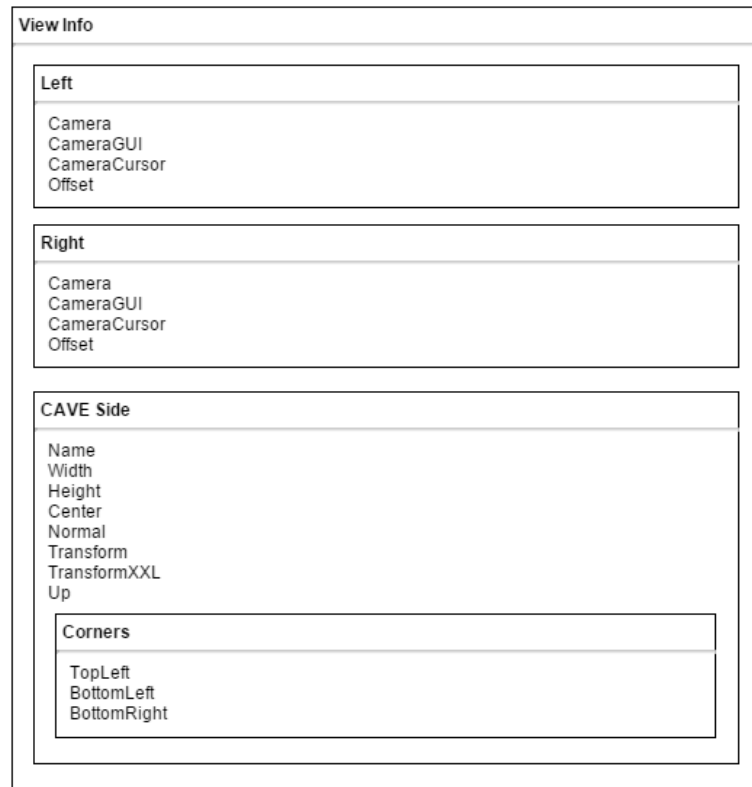 View Info
Left
Camera
CameraGUI
CameraCursor
Offset
Right
Camera
CameraGUI
CameraCursor
Offset
CAVE Side
Name
Width
Height
Center
Normal
Transform
TransformXXL
Up
Corners
TopLeft
BottomLeft
BottomRight